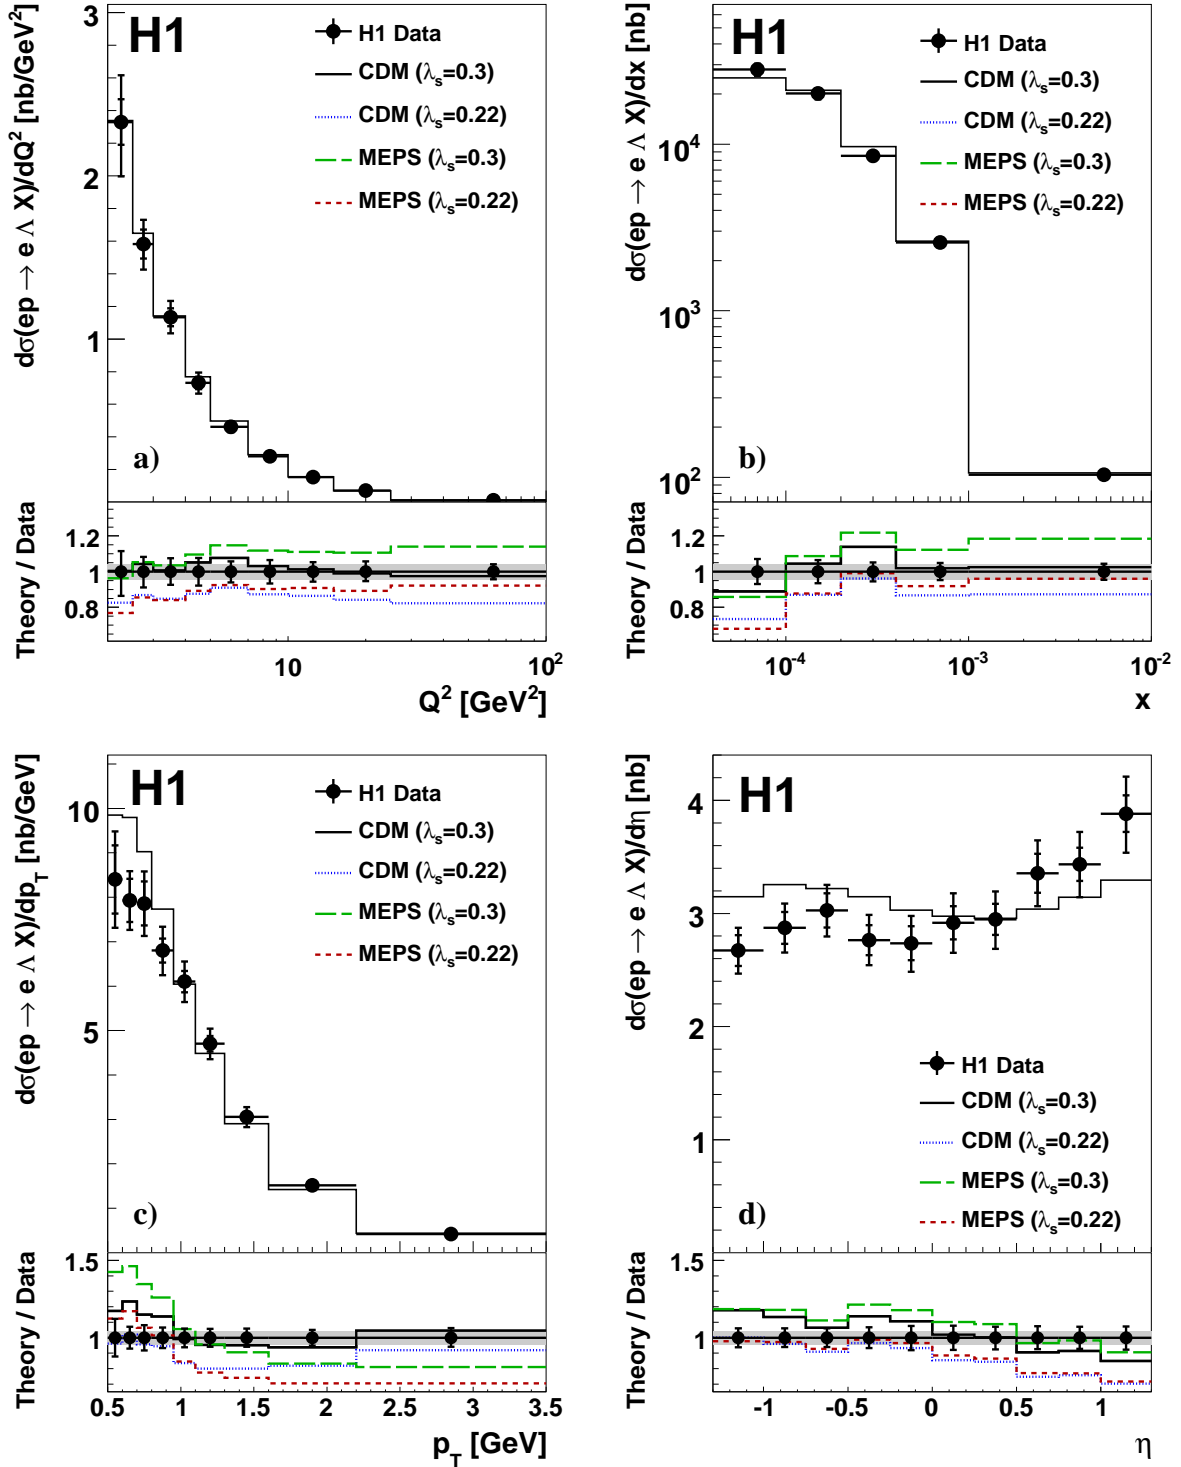 H1
dσ(ep → e Λ X)/dQ² [nb/GeV²]
3
2
1
H1 Data
CDM (λₛ=0.3)
CDM (λₛ=0.22)
MEPS (λₛ=0.3)
MEPS (λₛ=0.22)
a)
Theory / Data
1.2
1
0.8
10
10²
Q² [GeV²]
H1
dσ(ep → e Λ X)/dx [nb]
10⁴
10³
10²
H1 Data
CDM (λₛ=0.3)
CDM (λₛ=0.22)
MEPS (λₛ=0.3)
MEPS (λₛ=0.22)
b)
Theory / Data
1.2
1
0.8
10⁻⁴
10⁻³
10⁻²
x
H1
dσ(ep → e Λ X)/dp_T [nb/GeV]
10
5
H1 Data
CDM (λₛ=0.3)
CDM (λₛ=0.22)
MEPS (λₛ=0.3)
MEPS (λₛ=0.22)
c)
Theory / Data
1.5
1
0.5 1 1.5 2 2.5 3 3.5
p_T [GeV]
H1
dσ(ep → e Λ X)/dη [nb]
4
3
2
1
H1 Data
CDM (λₛ=0.3)
CDM (λₛ=0.22)
MEPS (λₛ=0.3)
MEPS (λₛ=0.22)
d)
Theory / Data
1.5
1
-1 -0.5 0 0.5 1
η